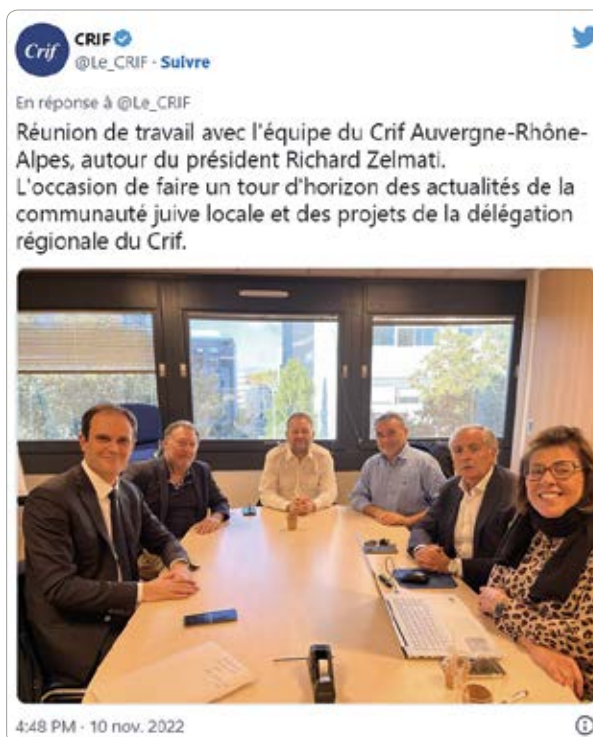 Crif
CRIF
@Le_CRIF · Suivre
En réponse à @Le_CRIF
Réunion de travail avec l'équipe du Crif Auvergne-Rhône-
Alpes, autour du président Richard Zelmati.
L'occasion de faire un tour d'horizon des actualités de la
communauté juive locale et des projets de la délégation
régionale du Crif.
4:48 PM · 10 nov. 2022